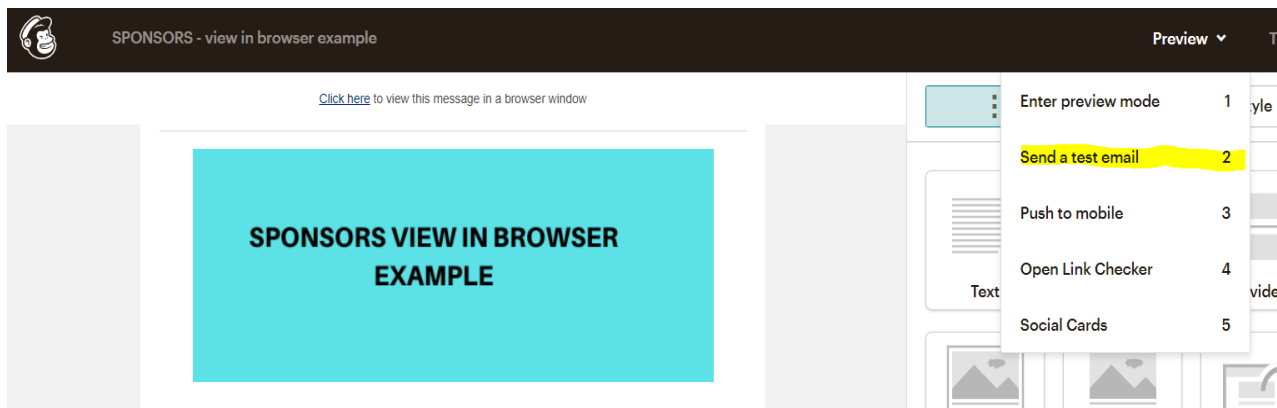 SPONSORS - view in browser example
Preview
Click here to view this message in a browser window
SPONSORS VIEW IN BROWSER
EXAMPLE
Enter preview mode 1
Send a test email 2
Push to mobile 3
Open Link Checker 4
Social Cards 5
Text